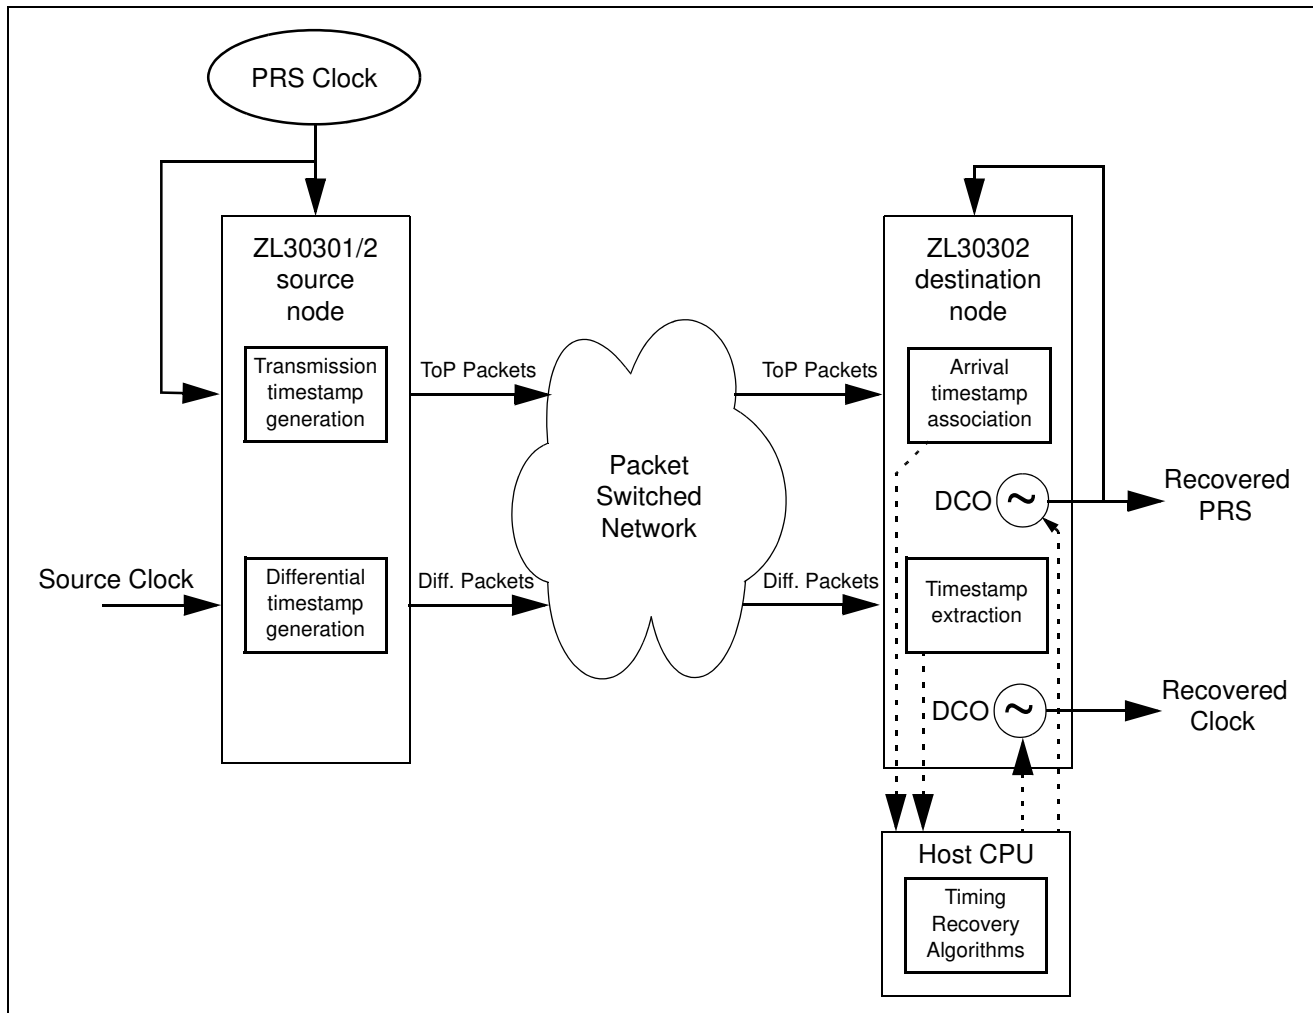 PRS Clock
ZL30301/2
source
node
Transmission
timestamp
generation
Source Clock
Differential
timestamp
generation
ToP Packets
Diff. Packets
Packet
Switched
Network
ToP Packets
Diff. Packets
ZL30302
destination
node
Arrival
timestamp
association
DCO
~
Recovered
PRS
Timestamp
extraction
DCO
~
Recovered
Clock
Host CPU
Timing
Recovery
Algorithms